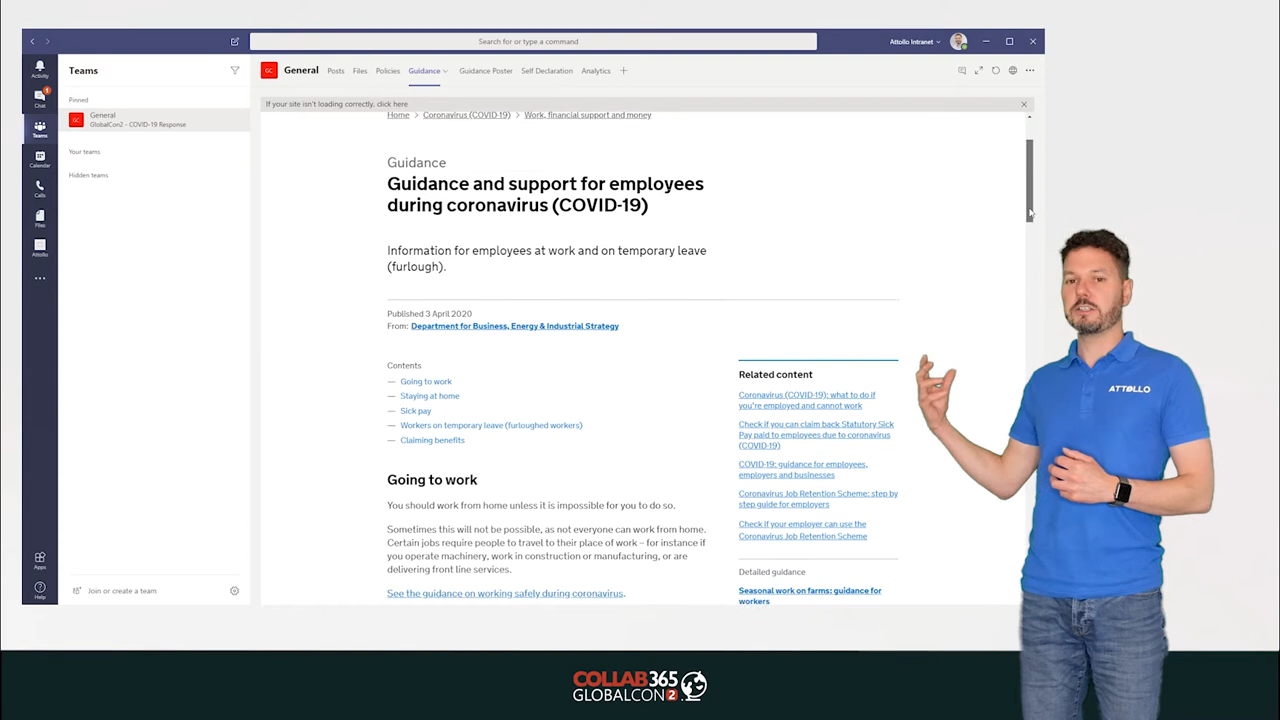 Search for or type a command
Attollo Intranet
Activity
Chat
1
Teams
Calendar
Calls
Files
Attollo
Apps
Help
Teams
Pinned
GC
General
GlobalCon2 - COVID-19 Response
Your teams
Hidden teams
Join or create a team
GC
General
Posts
Files
Policies
Guidance
Guidance Poster
Self Declaration
Analytics
If your site isn't loading correctly, click here
Home > Coronavirus (COVID-19) > Work, financial support and money
Guidance
Guidance and support for employees
during coronavirus (COVID-19)
Information for employees at work and on temporary leave
(furlough).
Published 3 April 2020
From: Department for Business, Energy & Industrial Strategy
Contents
— Going to work
— Staying at home
— Sick pay
— Workers on temporary leave (furloughed workers)
— Claiming benefits
Going to work
You should work from home unless it is impossible for you to do so.
Sometimes this will not be possible, as not everyone can work from home.
Certain jobs require people to travel to their place of work – for instance if
you operate machinery, work in construction or manufacturing, or are
delivering front line services.
See the guidance on working safely during coronavirus.
Related content
Coronavirus (COVID-19): what to do if
you're employed and cannot work
Check if you can claim back Statutory Sick
Pay paid to employees due to coronavirus
(COVID-19)
COVID-19: guidance for employees,
employers and businesses
Coronavirus Job Retention Scheme: step by
step guide for employers
Check if your employer can use the
Coronavirus Job Retention Scheme
Detailed guidance
Seasonal work on farms: guidance for
workers
ATTOLLO
COLLAB365
GLOBALCON2